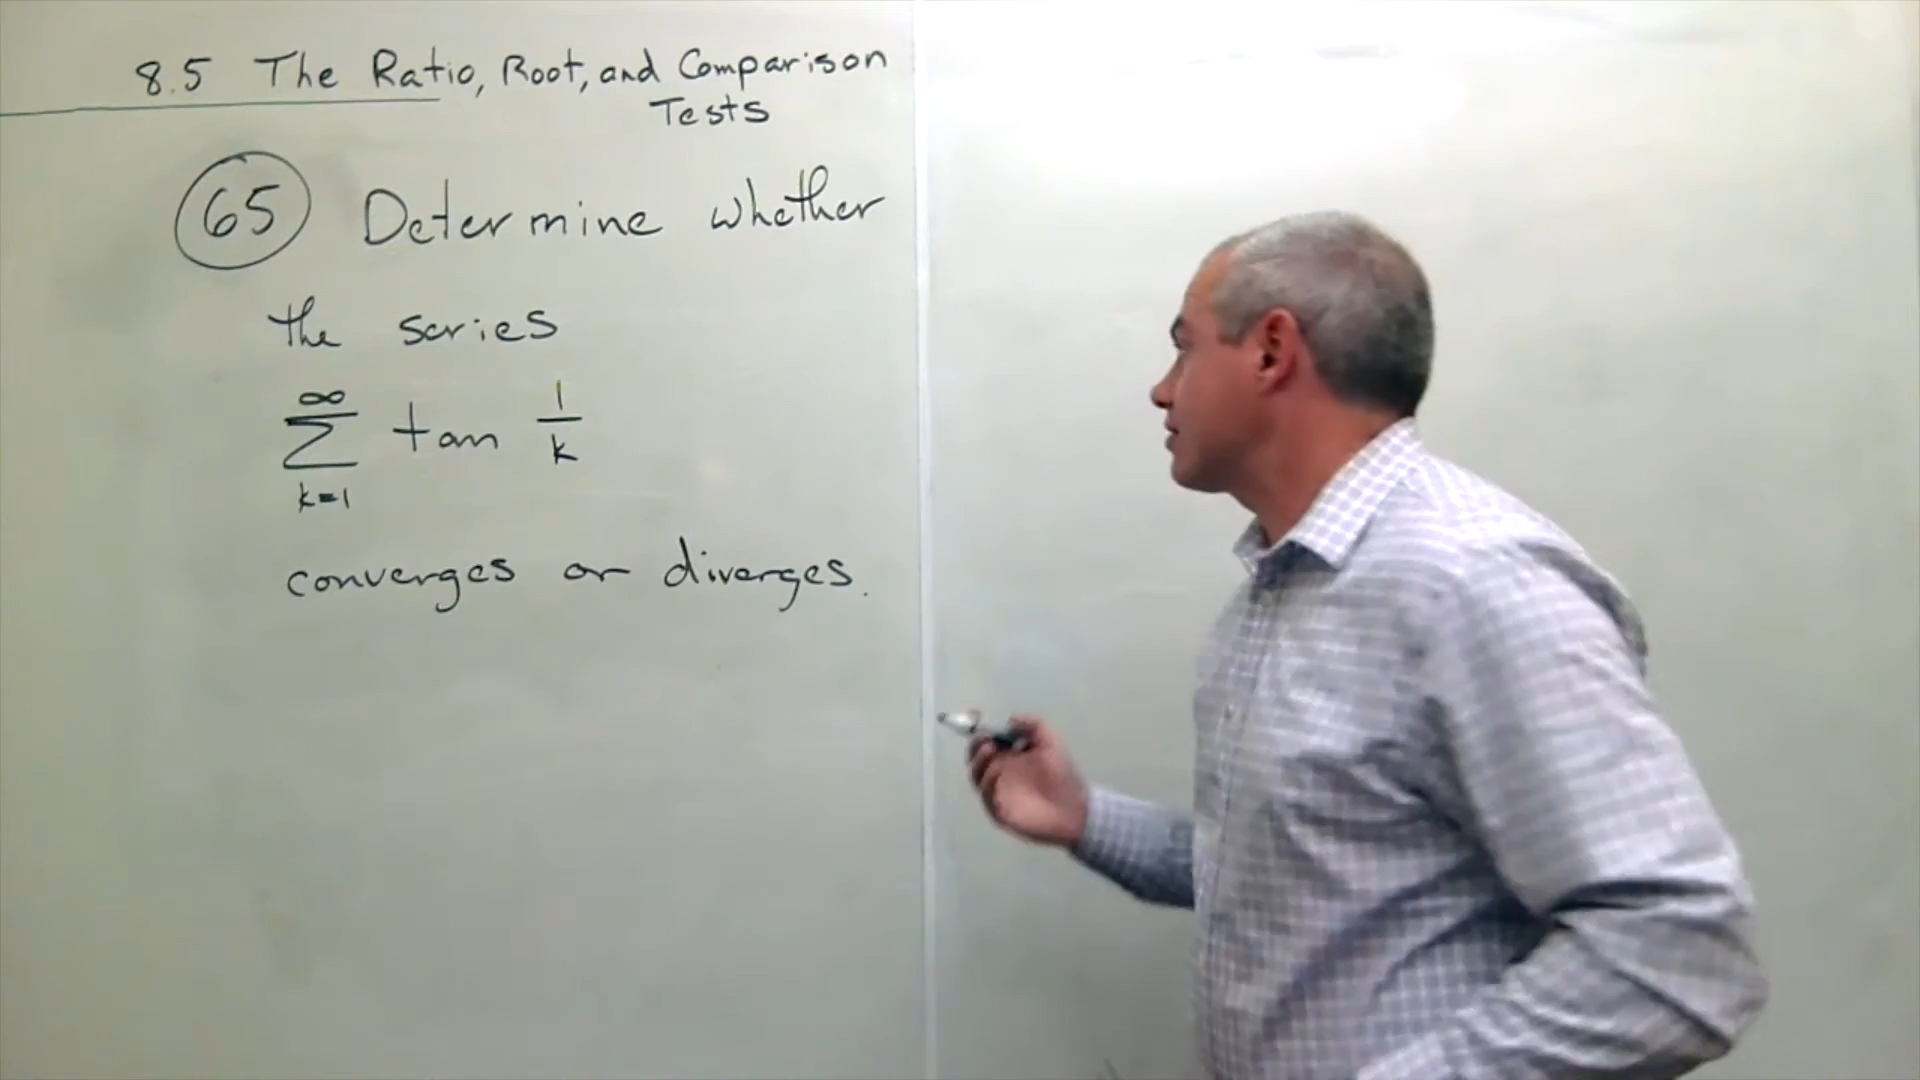 8.5 The Ratio, Root, and Comparison
Tests
65 Determine whether
the series
∞
∑ tan 1/k
k=1
converges or diverges.